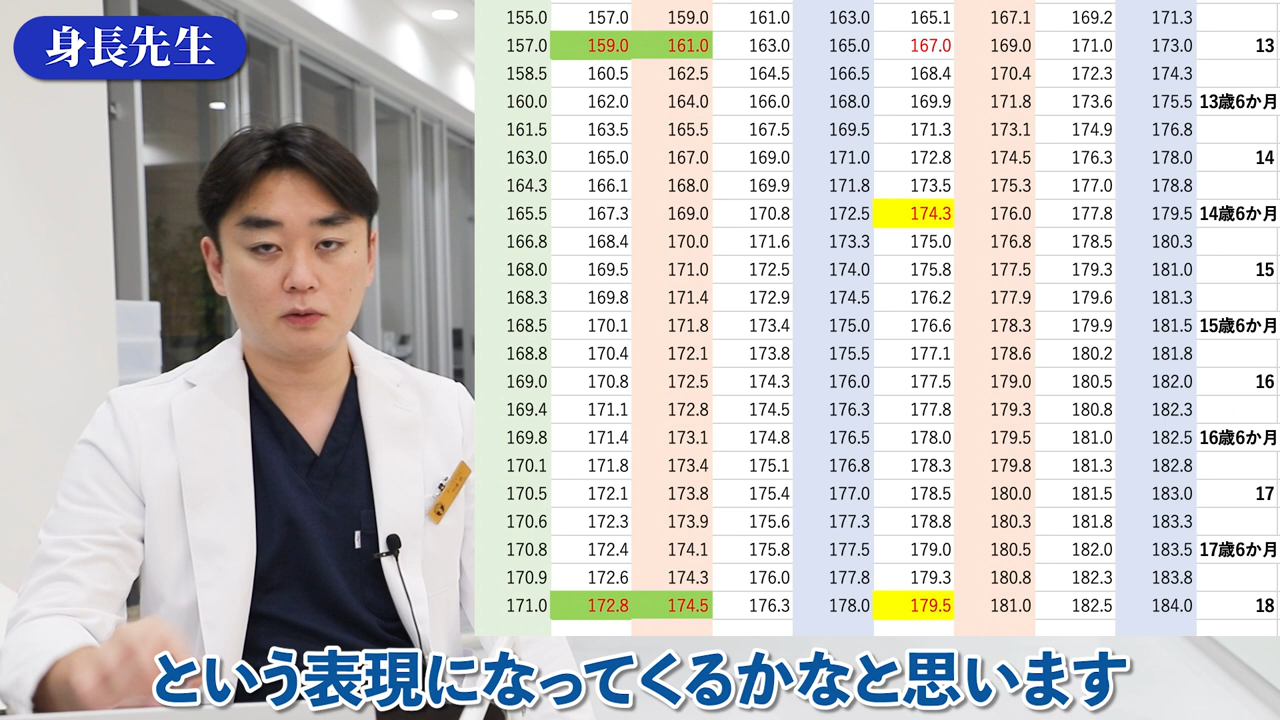 身長先生
155.0 157.0 159.0 161.0 163.0 165.1 167.1 169.2 171.3
157.0 159.0 161.0 163.0 165.0 167.0 169.0 171.0 173.0 13
158.5 160.5 162.5 164.5 166.5 168.4 170.4 172.3 174.3
160.0 162.0 164.0 166.0 168.0 169.9 171.8 173.6 175.5 13歳6か月
161.5 163.5 165.5 167.5 169.5 171.3 173.1 174.9 176.8
163.0 165.0 167.0 169.0 171.0 172.8 174.5 176.3 178.0 14
164.3 166.1 168.0 169.9 171.8 173.5 175.3 177.0 178.8
165.5 167.3 169.0 170.8 172.5 174.3 176.0 177.8 179.5 14歳6か月
166.8 168.4 170.0 171.6 173.3 175.0 176.8 178.5 180.3
168.0 169.5 171.0 172.5 174.0 175.8 177.5 179.3 181.0 15
168.3 169.8 171.4 172.9 174.5 176.2 177.9 179.6 181.3
168.5 170.1 171.8 173.4 175.0 176.6 178.3 179.9 181.5 15歳6か月
168.8 170.4 172.1 173.8 175.5 177.1 178.6 180.2 181.8
169.0 170.8 172.5 174.3 176.0 177.5 179.0 180.5 182.0 16
169.4 171.1 172.8 174.5 176.3 177.8 179.3 180.8 182.3
169.8 171.4 173.1 174.8 176.5 178.0 179.5 181.0 182.5 16歳6か月
170.1 171.8 173.4 175.1 176.8 178.3 179.8 181.3 182.8
170.5 172.1 173.8 175.4 177.0 178.5 180.0 181.5 183.0 17
170.6 172.3 173.9 175.6 177.3 178.8 180.3 181.8 183.3
170.8 172.4 174.1 175.8 177.5 179.0 180.5 182.0 183.5 17歳6か月
170.9 172.6 174.3 176.0 177.8 179.3 180.8 182.3 183.8
171.0 172.8 174.5 176.3 178.0 179.5 181.0 182.5 184.0 18
という表現になってくるかなと思います